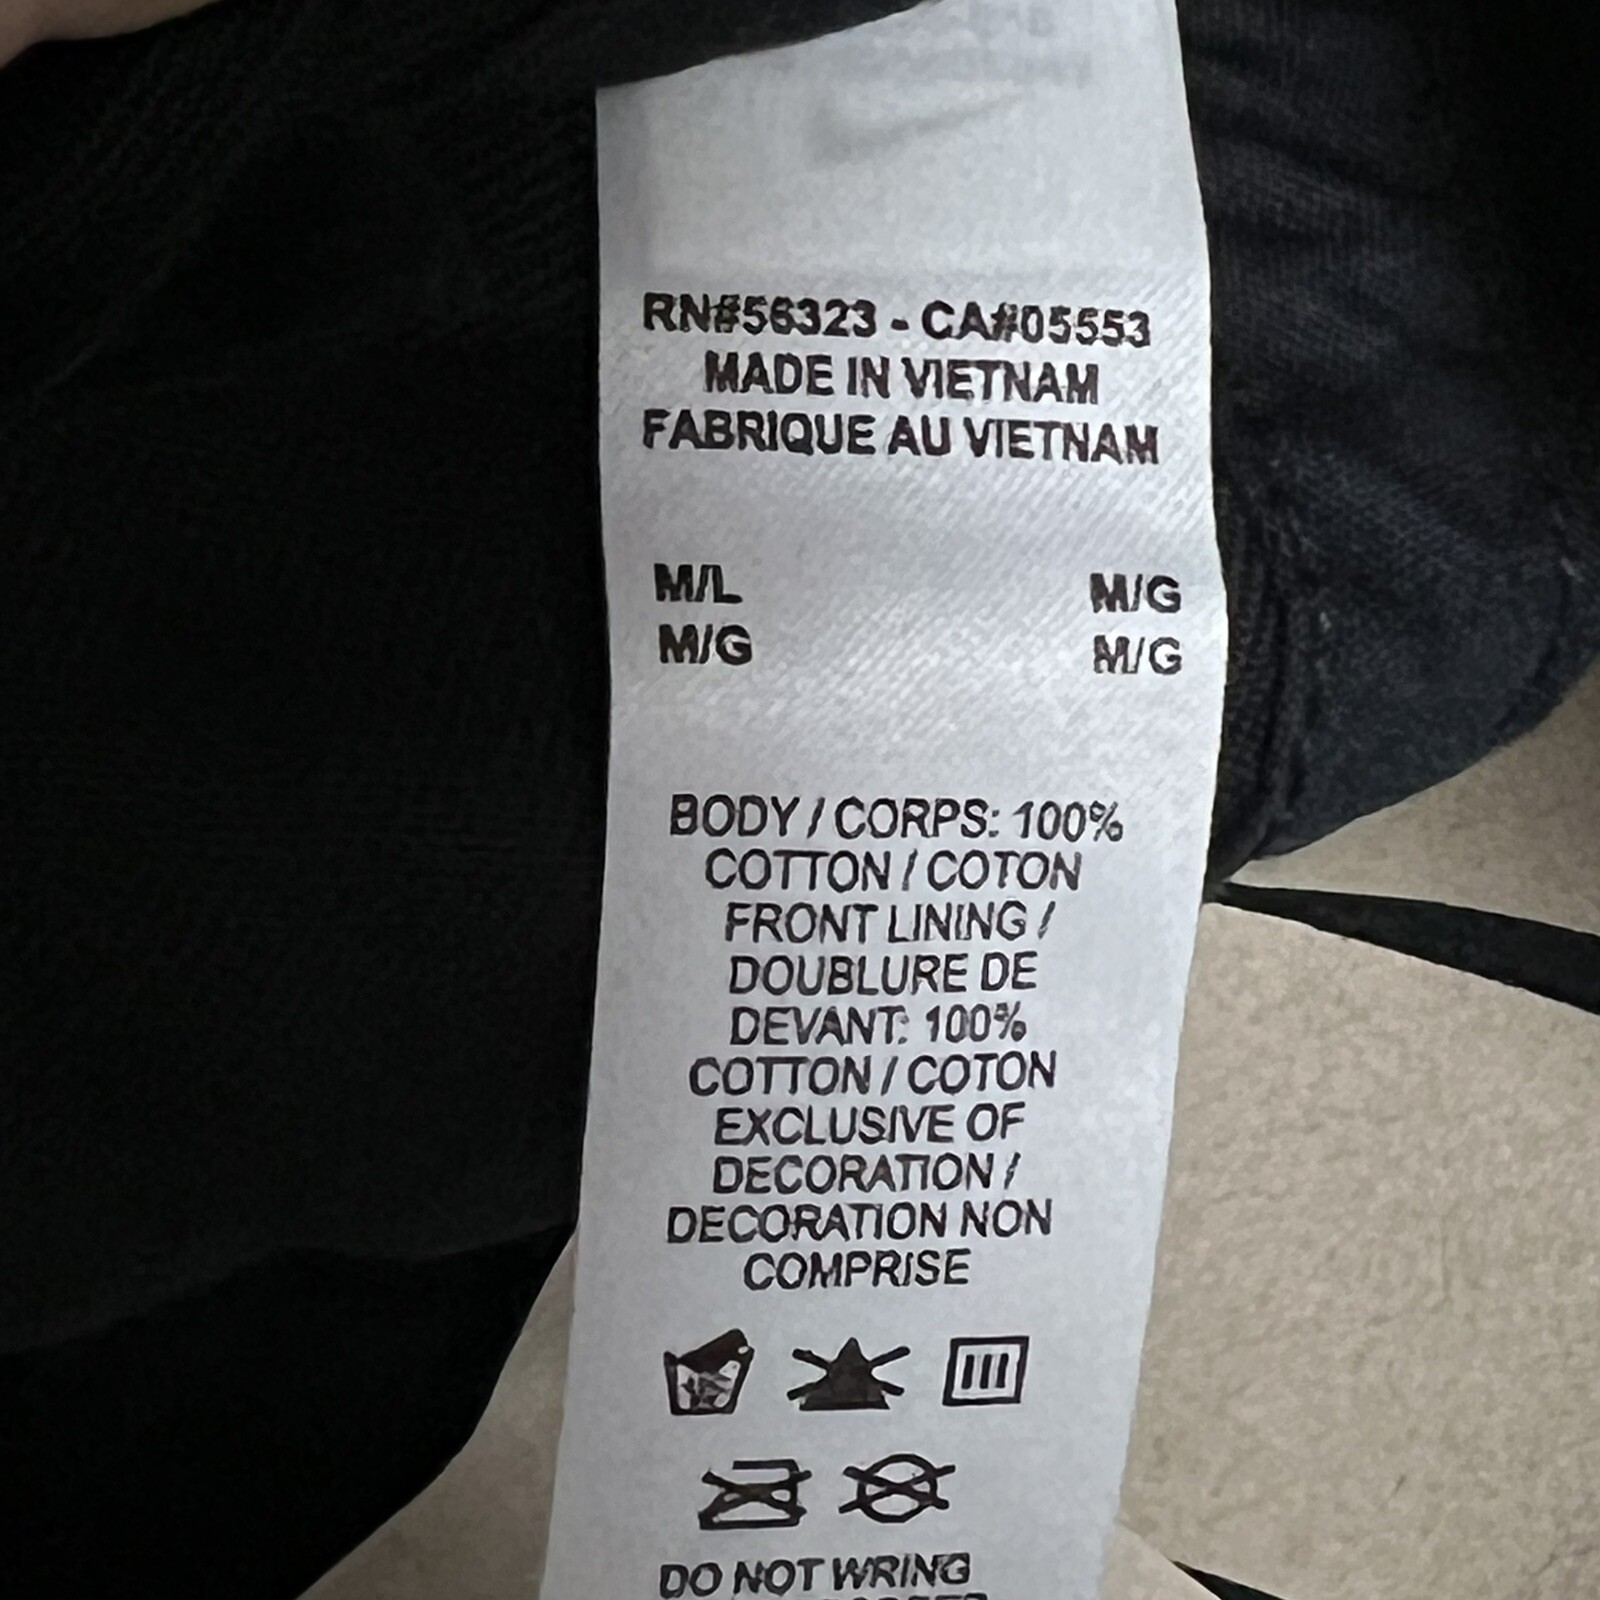 RN#56323 - CA#05553
MADE IN VIETNAM
FABRIQUE AU VIETNAM
M/L M/G
M/G M/G
BODY / CORPS: 100%
COTTON / COTON
FRONT LINING /
DOUBLURE DE
DEVANT: 100%
COTTON / COTON
EXCLUSIVE OF
DECORATION /
DECORATION NON
COMPRISE
DO NOT WRING